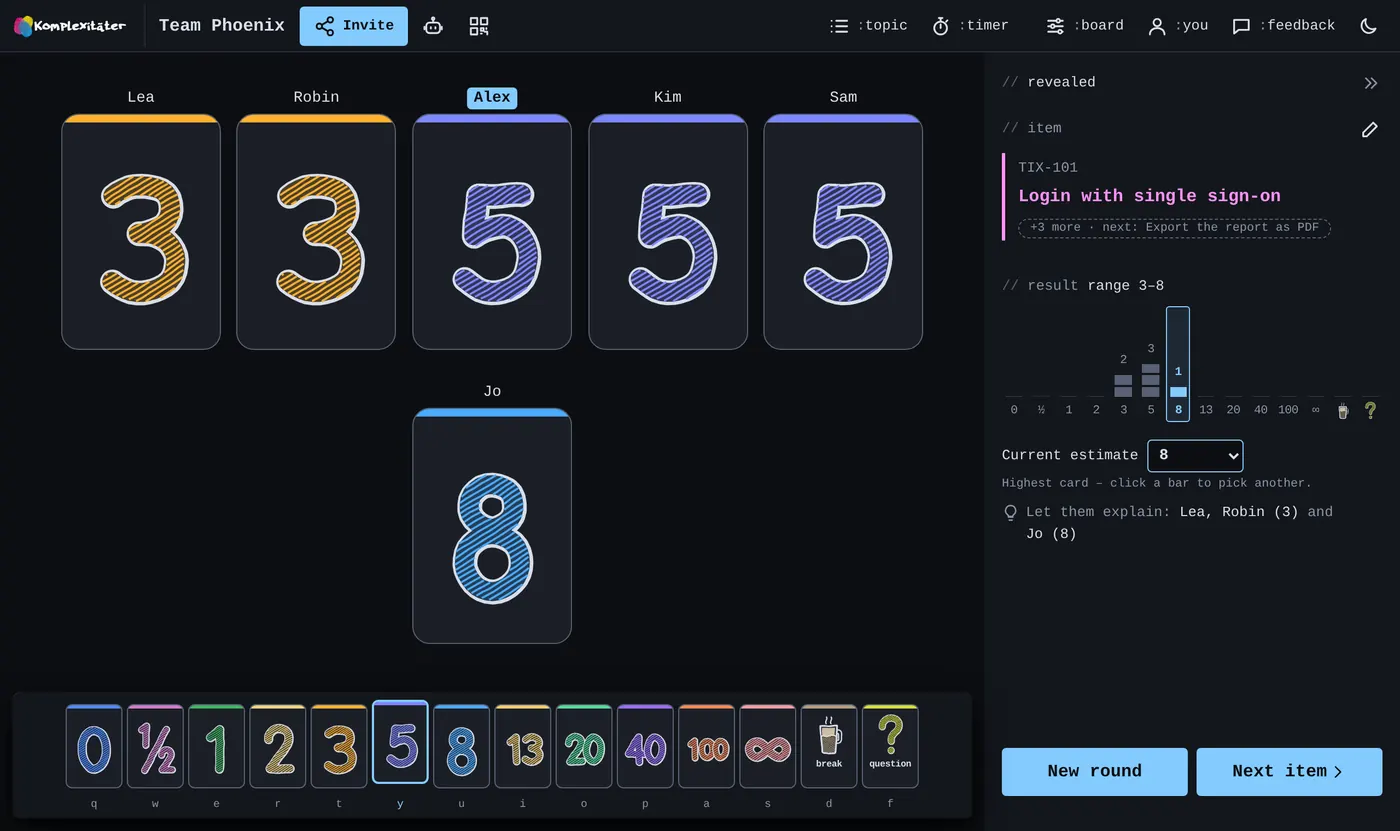 Komplexitäter Team Phoenix Invite :topic :timer :board :you :feedback
Lea Robin Alex Kim Sam
3 3 5 5 5
Jo
8
0 ½ 1 2 3 5 8 13 20 40 100 ∞ break ? question
q w e r t y u i o p a s d f
// revealed
// item
TIX-101
Login with single sign-on
+3 more · next: Export the report as PDF
// result range 3–8
2 3 1
0 ½ 1 2 3 5 8 13 20 40 100 ∞ ?
Current estimate 8
Highest card – click a bar to pick another.
Let them explain: Lea, Robin (3) and
Jo (8)
New round Next item